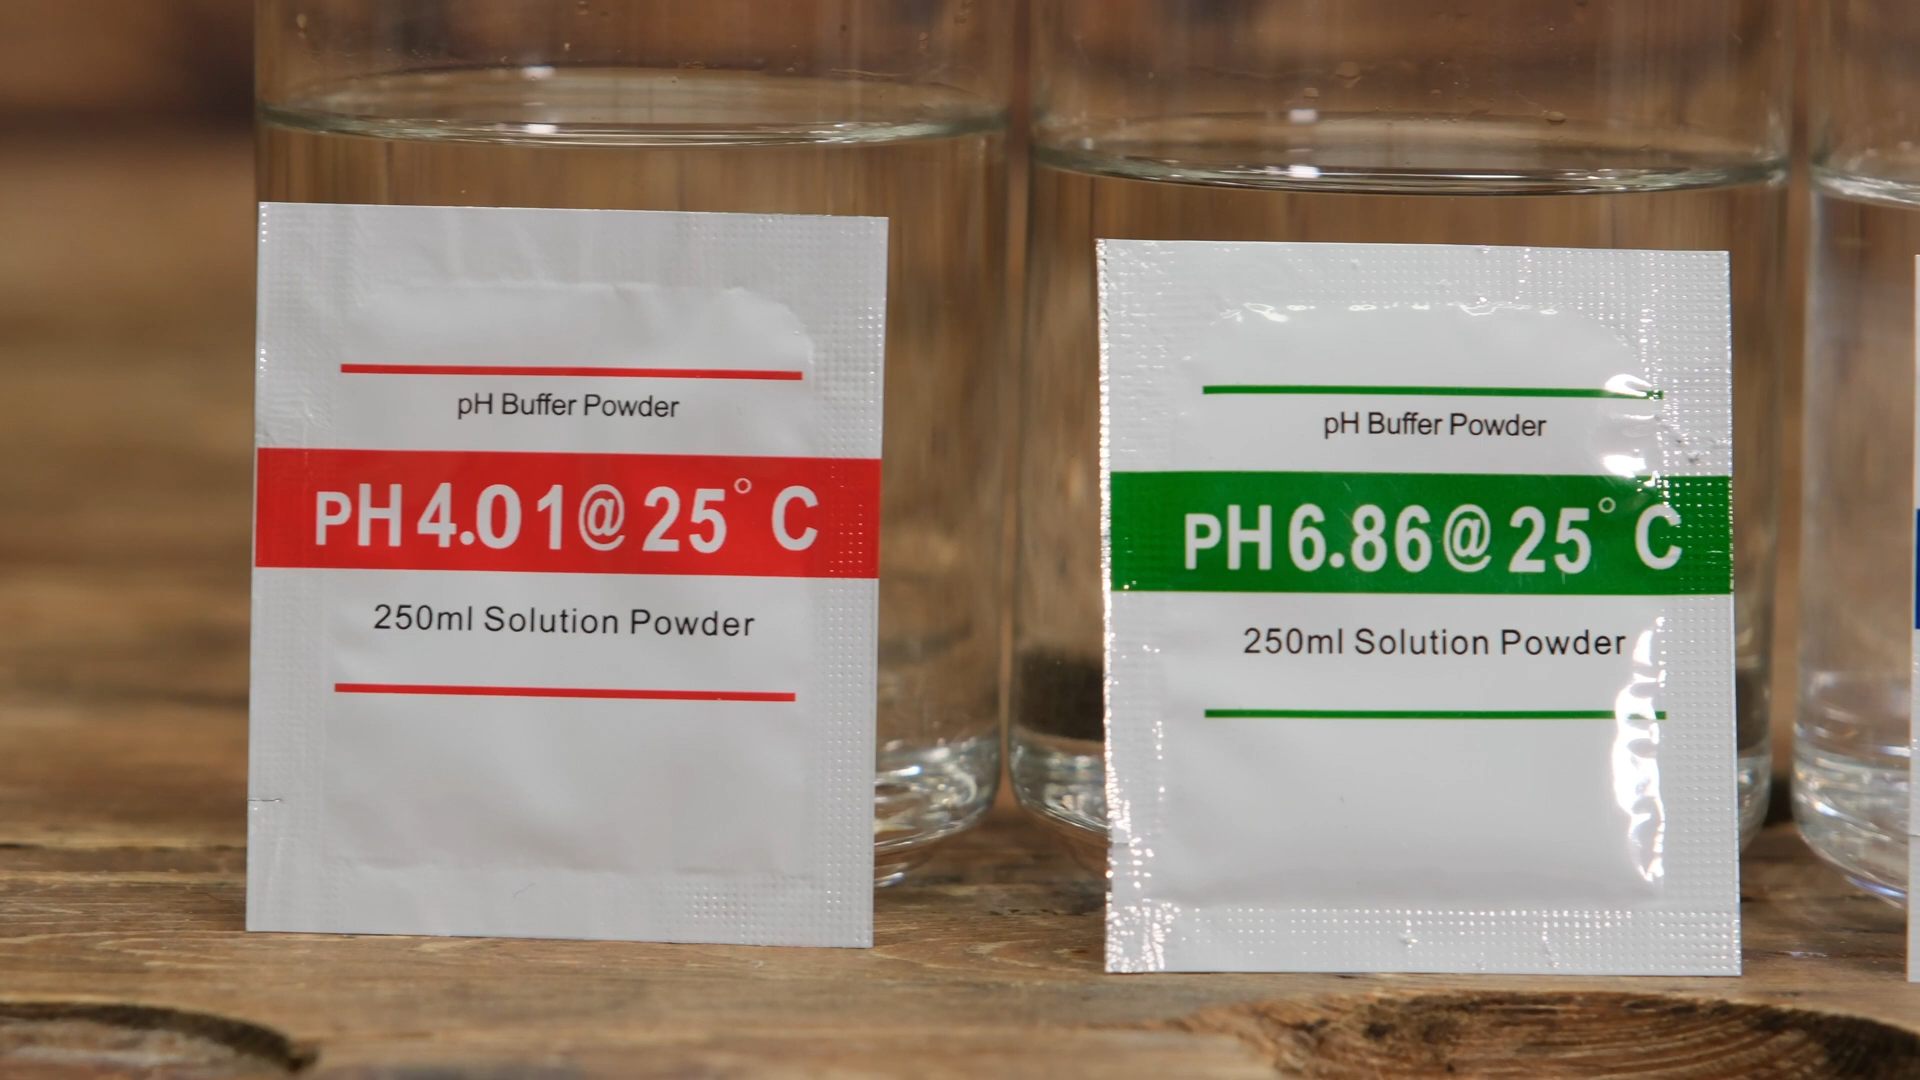 pH Buffer Powder
PH 4.01@ 25°C
250ml Solution Powder
pH Buffer Powder
PH 6.86@ 25°C
250ml Solution Powder